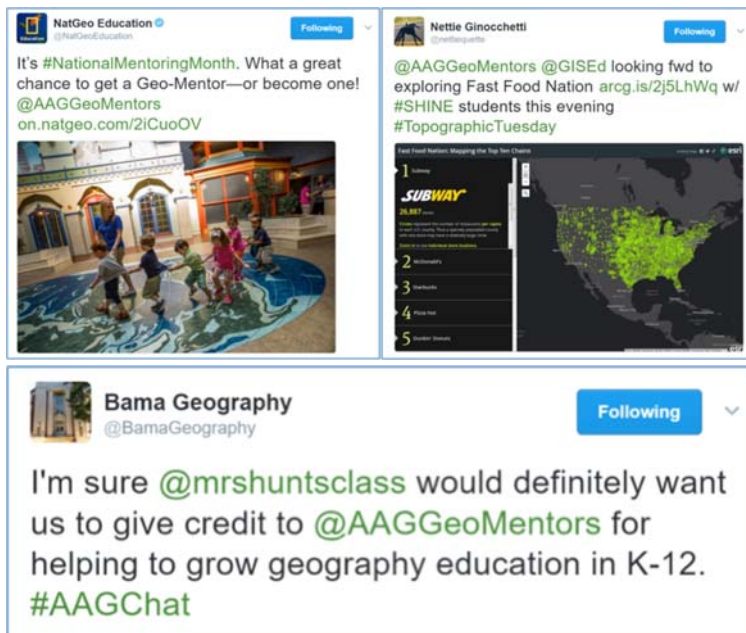 NatGeo Education
@NatGeoEducation
Following
It's #NationalMentoringMonth. What a great
chance to get a Geo-Mentor—or become one!
@AAGGeoMentors
on.natgeo.com/2iCuoOV
Nettie Ginocchetti
@nettiequette
Following
@AAGGeoMentors @GISEd looking fwd to
exploring Fast Food Nation arcg.is/2j5LhWq w/
#SHINE students this evening
#TopographicTuesday
Fast Food Nation: Mapping the Top Ten Chains
esri
1 Subway
SUBWAY
26,887
2 McDonald's
3 Starbucks
4 Pizza Hut
5 Dunkin' Donuts
Bama Geography
@BamaGeography
Following
I'm sure @mrshuntsclass would definitely want
us to give credit to @AAGGeoMentors for
helping to grow geography education in K-12.
#AAGChat